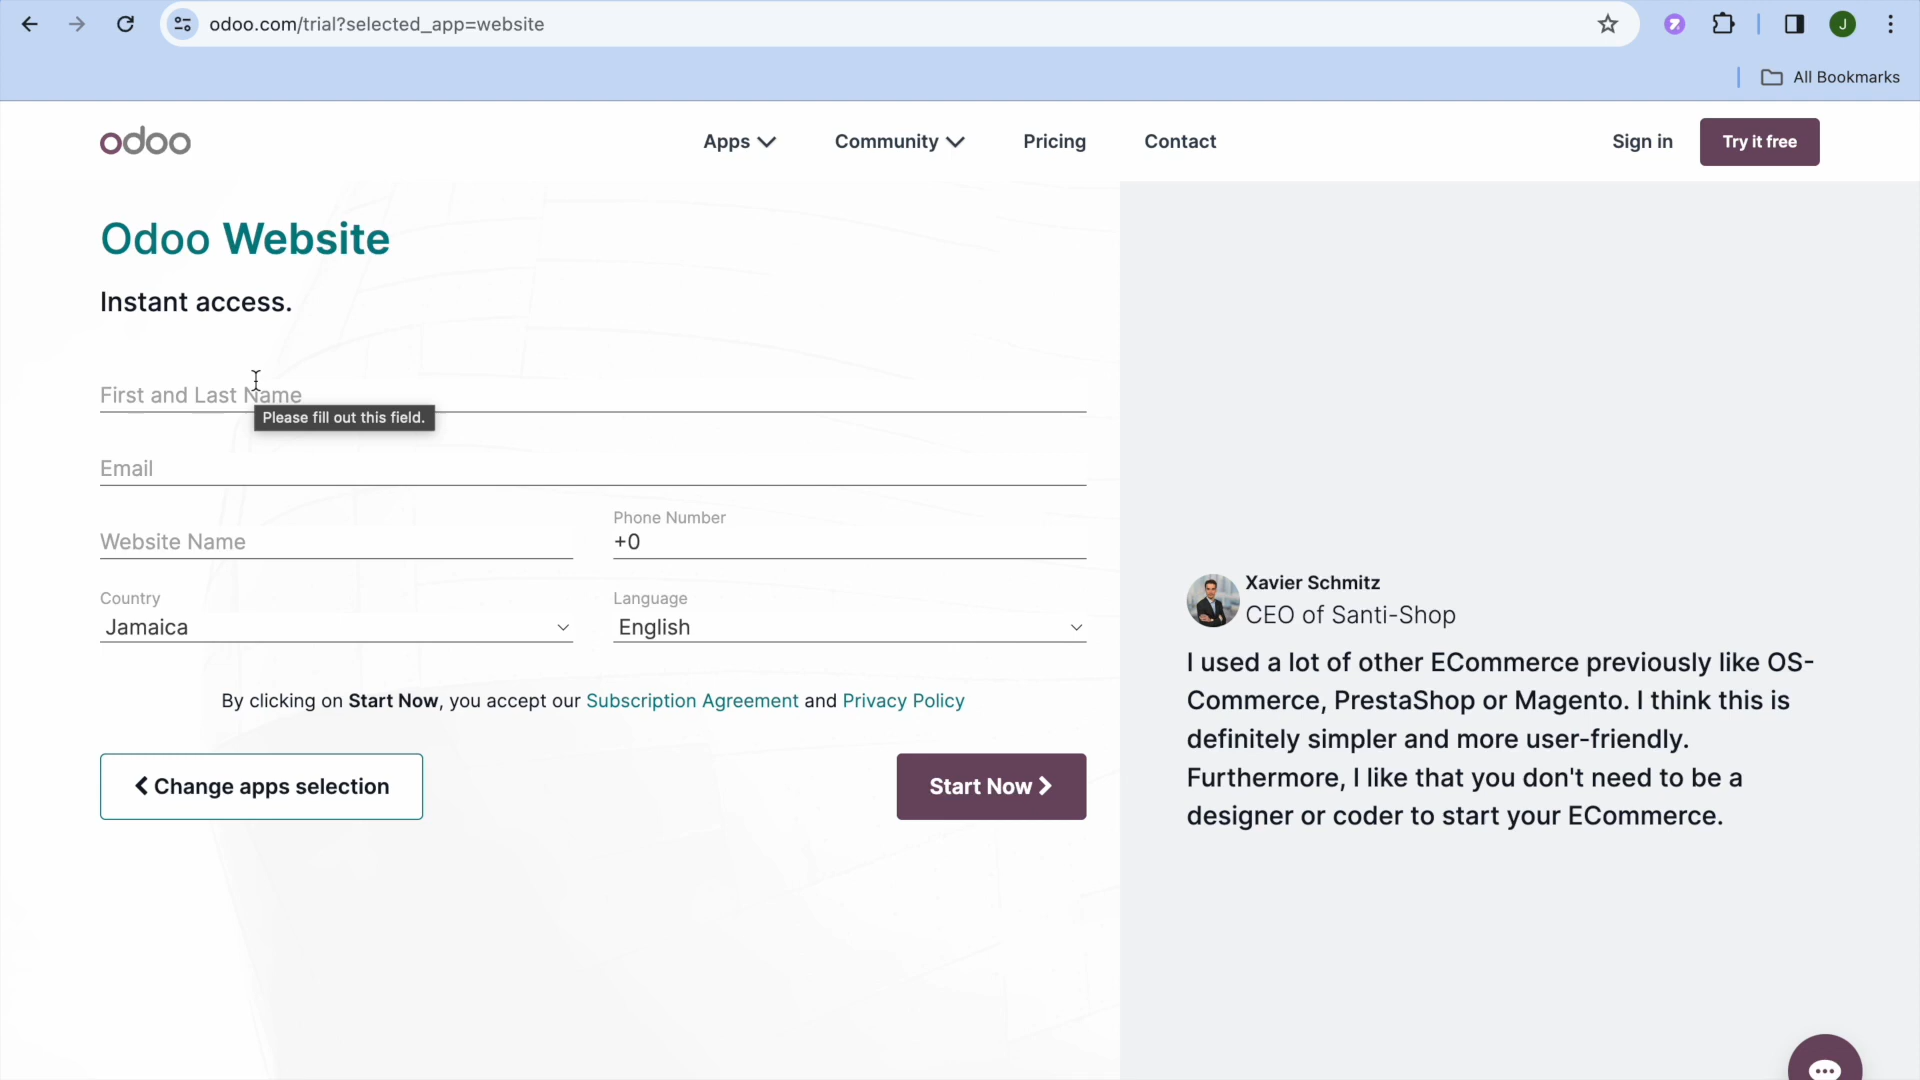 odoo.com/trial?selected_app=website
J
All Bookmarks
odoo
Apps
Community
Pricing
Contact
Sign in
Try it free
Odoo Website
Instant access.
First and Last Name
Please fill out this field.
Email
Website Name
Phone Number
+0
Country
Jamaica
Language
English
By clicking on Start Now, you accept our Subscription Agreement and Privacy Policy
Change apps selection
Start Now
Xavier Schmitz
CEO of Santi-Shop
I used a lot of other ECommerce previously like OS-
Commerce, PrestaShop or Magento. I think this is
definitely simpler and more user-friendly.
Furthermore, I like that you don't need to be a
designer or coder to start your ECommerce.